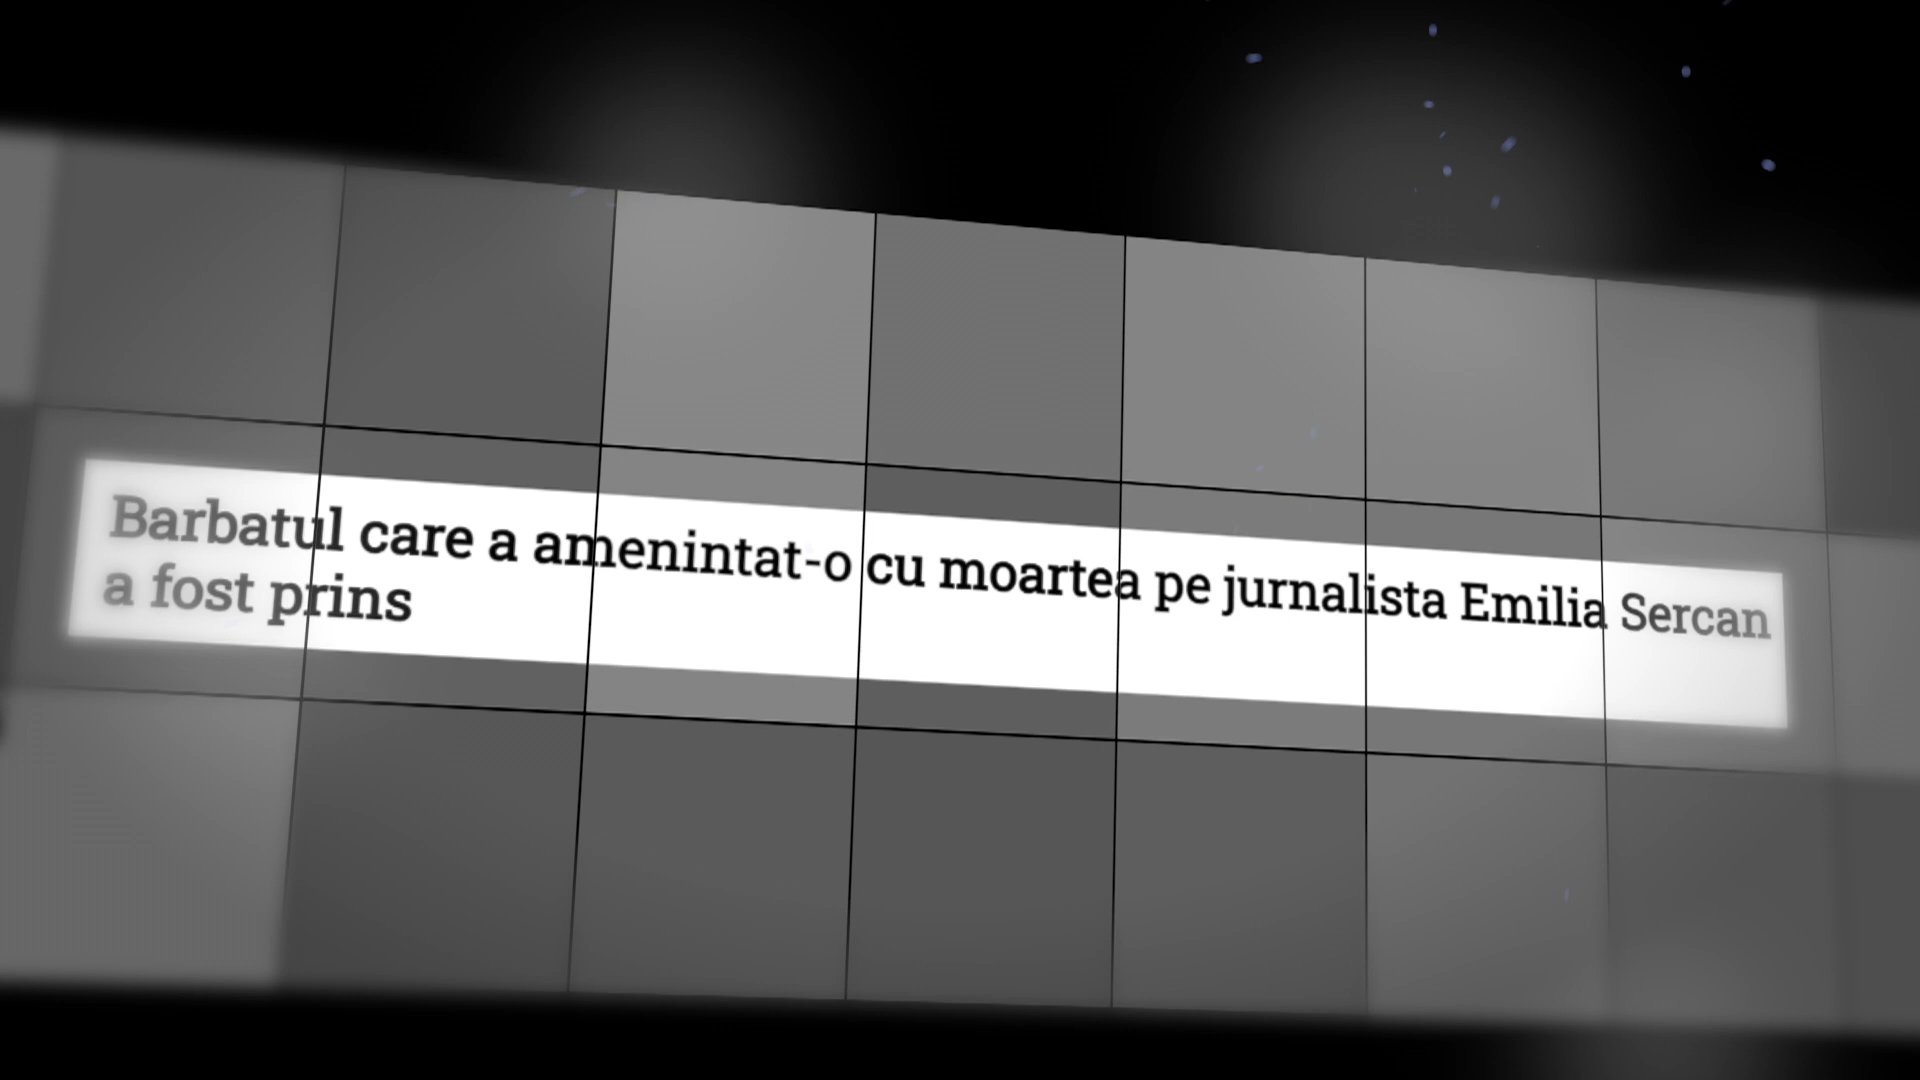 Barbatul care a amenintat-o cu moartea pe jurnalista Emilia Sercan
a fost prins